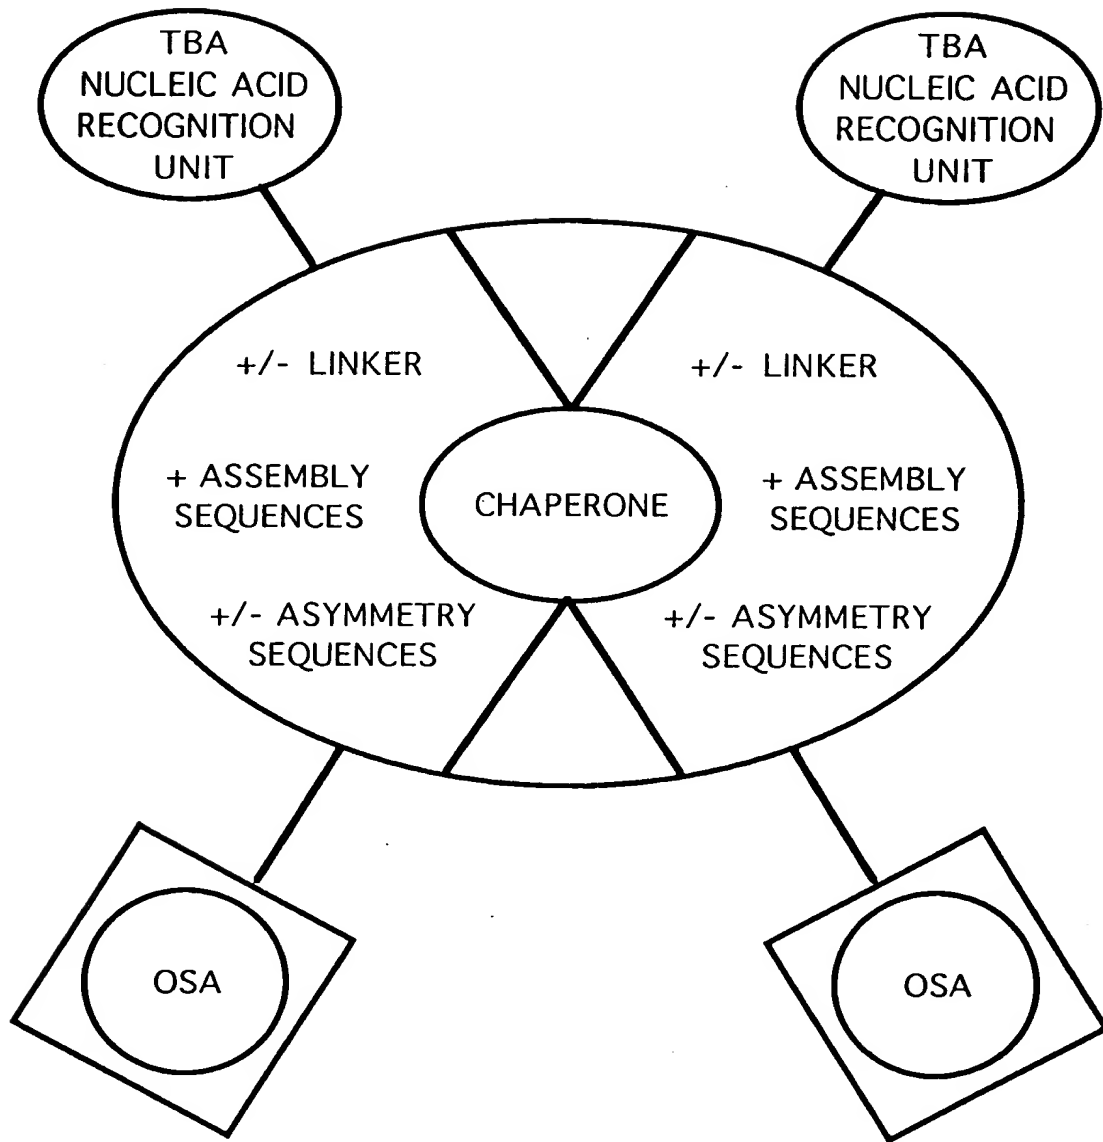 TBA
NUCLEIC ACID
RECOGNITION
UNIT
TBA
NUCLEIC ACID
RECOGNITION
UNIT
+/- LINKER
+/- LINKER
+ ASSEMBLY
SEQUENCES
CHAPERONE
+ ASSEMBLY
SEQUENCES
+/- ASYMMETRY
SEQUENCES
+/- ASYMMETRY
SEQUENCES
OSA
OSA